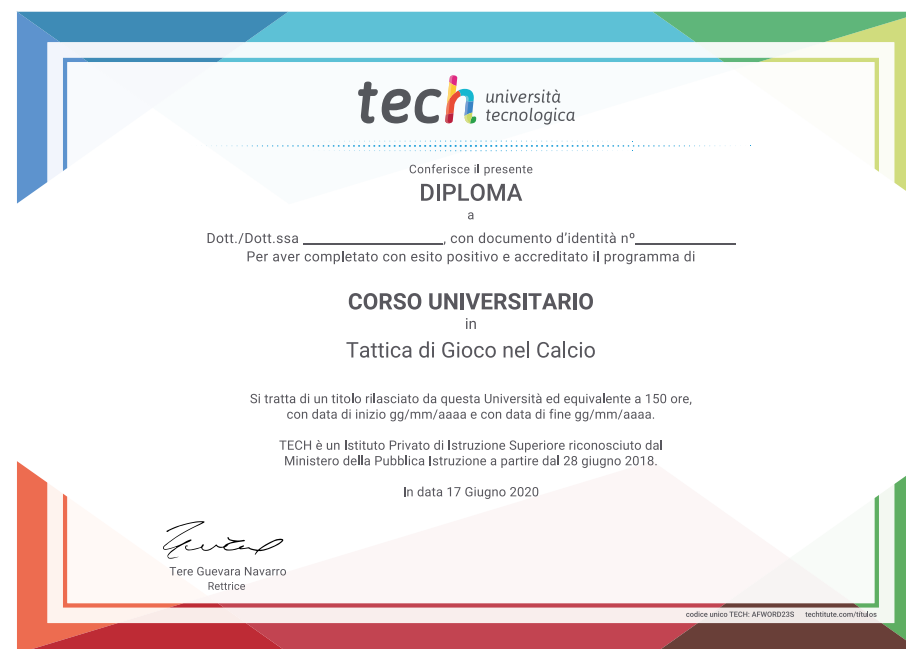 tech università
tecnologica
Conferisce il presente
DIPLOMA
a
Dott./Dott.ssa ____________________, con documento d'identità nº______________
Per aver completato con esito positivo e accreditato il programma di
CORSO UNIVERSITARIO
in
Tattica di Gioco nel Calcio
Si tratta di un titolo rilasciato da questa Università ed equivalente a 150 ore,
con data di inizio gg/mm/aaaa e con data di fine gg/mm/aaaa.
TECH è un Istituto Privato di Istruzione Superiore riconosciuto dal
Ministero della Pubblica Istruzione a partire dal 28 giugno 2018.
In data 17 Giugno 2020
Tere Guevara Navarro
Rettrice
codice unico TECH: AFWORD23S techtitute.com/titulos